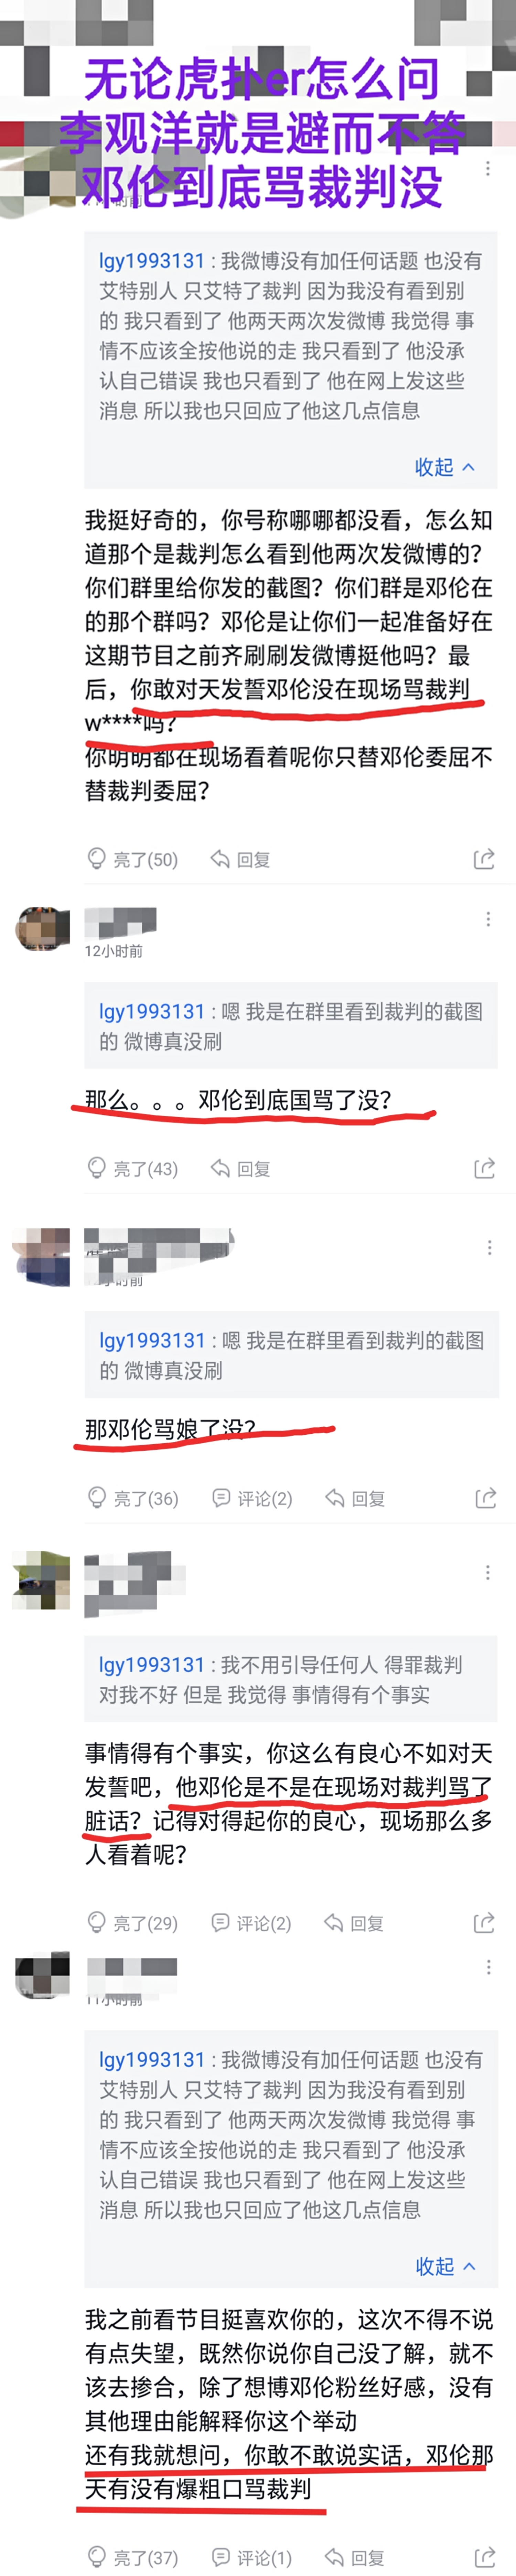 无论虎扑er怎么问
李观洋就是避而不答
邓伦到底骂裁判没
小时前
lgy1993131 : 我微博没有加任何话题 也没有
艾特别人 只艾特了裁判 因为我没有看到别
的 我只看到了 他两天两次发微博 我觉得 事
情不应该全按他说的走 我只看到了 他没承
认自己错误 我也只看到了 他在网上发这些
消息 所以我也只回应了他这几点信息
收起
我挺好奇的，你号称哪哪都没看，怎么知
道那个是裁判怎么看到他两次发微博的？
你们群里给你发的截图？你们群是邓伦在
的那个群吗？邓伦是让你们一起准备好在
这期节目之前齐刷刷发微博挺他吗？最
后，你敢对天发誓邓伦没在现场骂裁判
w****吗？
你明明都在现场看着呢你只替邓伦委屈不
替裁判委屈？
亮了(50) 回复
12小时前
lgy1993131 : 嗯 我是在群里看到裁判的截图
的 微博真没刷
那么。。。邓伦到底国骂了没？
亮了(43) 回复
小时前
lgy1993131 : 嗯 我是在群里看到裁判的截图
的 微博真没刷
那邓伦骂娘了没？
亮了(36) 评论(2) 回复
lgy1993131 : 我不用引导任何人 得罪裁判
对我不好 但是 我觉得 事情得有个事实
事情得有个事实，你这么有良心不如对天
发誓吧，他邓伦是不是在现场对裁判骂了
脏话？记得对得起你的良心，现场那么多
人看着呢？
亮了(29) 评论(2) 回复
11小时前
lgy1993131 : 我微博没有加任何话题 也没有
艾特别人 只艾特了裁判 因为我没有看到别
的 我只看到了 他两天两次发微博 我觉得 事
情不应该全按他说的走 我只看到了 他没承
认自己错误 我也只看到了 他在网上发这些
消息 所以我也只回应了他这几点信息
收起
我之前看节目挺喜欢你的，这次不得不说
有点失望，既然你说你自己没了解，就不
该去掺合，除了想博邓伦粉丝好感，没有
其他理由能解释你这个举动
还有我就想问，你敢不敢说实话，邓伦那
天有没有爆粗口骂裁判
亮了(37) 评论(1) 回复